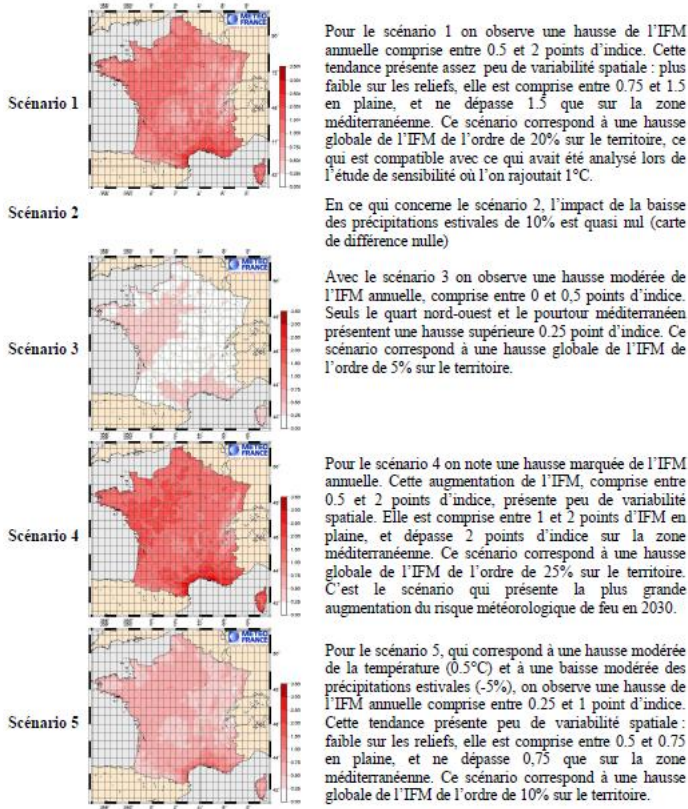 METEO FRANCE
Scénario 1
Pour le scénario 1 on observe une hausse de l'IFM
annuelle comprise entre 0.5 et 2 points d'indice. Cette
tendance présente assez peu de variabilité spatiale : plus
faible sur les reliefs, elle est comprise entre 0.75 et 1.5
en plaine, et ne dépasse 1.5 que sur la zone
méditerranéenne. Ce scénario correspond à une hausse
globale de l'IFM de l'ordre de 20% sur le territoire, ce
qui est compatible avec ce qui avait été analysé lors de
l'étude de sensibilité où l'on rajoutait 1°C.
Scénario 2
En ce qui concerne le scénario 2, l'impact de la baisse
des précipitations estivales de 10% est quasi nul (carte
de différence nulle)
METEO FRANCE
Scénario 3
Avec le scénario 3 on observe une hausse modérée de
l'IFM annuelle, comprise entre 0 et 0,5 points d'indice.
Seuls le quart nord-ouest et le pourtour méditerranéen
présentent une hausse supérieure 0.25 point d'indice. Ce
scénario correspond à une hausse globale de l'IFM de
l'ordre de 5% sur le territoire.
METEO FRANCE
Scénario 4
Pour le scénario 4 on note une hausse marquée de l'IFM
annuelle. Cette augmentation de l'IFM, comprise entre
0.5 et 2 points d'indice, présente peu de variabilité
spatiale. Elle est comprise entre 1 et 2 points d'IFM en
plaine, et dépasse 2 points d'indice sur la zone
méditerranéenne. Ce scénario correspond à une hausse
globale de l'IFM de l'ordre de 25% sur le territoire.
C'est le scénario qui présente la plus grande
augmentation du risque météorologique de feu en 2030.
METEO FRANCE
Scénario 5
Pour le scénario 5, qui correspond à une hausse modérée
de la température (0.5°C) et à une baisse modérée des
précipitations estivales (-5%), on observe une hausse de
l'IFM annuelle comprise entre 0.25 et 1 point d'indice.
Cette tendance présente peu de variabilité spatiale :
faible sur les reliefs, elle est comprise entre 0.5 et 0.75
en plaine, et ne dépasse 0,75 que sur la zone
méditerranéenne. Ce scénario correspond à une hausse
globale de l'IFM de l'ordre de 10% sur le territoire.